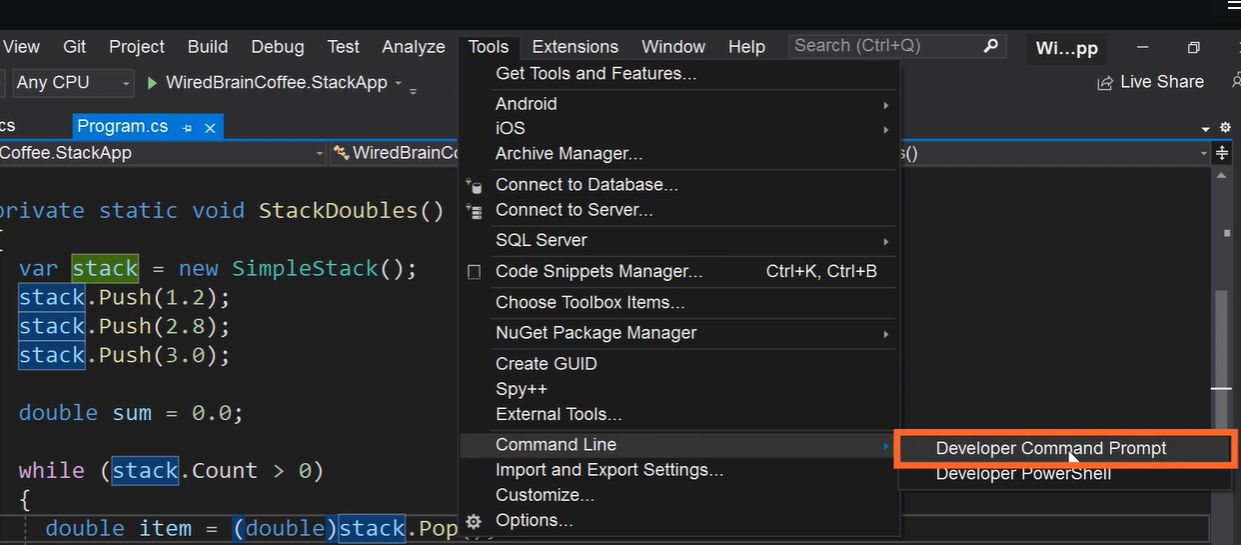 View Git Project Build Debug Test Analyze Tools Extensions Window Help Search (Ctrl+Q) Wi...pp
Any CPU WiredBrainCoffee.StackApp Live Share
cs Program.cs
Coffee.StackApp WiredBrainCo s()
Get Tools and Features...
Android
iOS
Archive Manager...
Connect to Database...
Connect to Server...
SQL Server
Code Snippets Manager... Ctrl+K, Ctrl+B
Choose Toolbox Items...
NuGet Package Manager
Create GUID
Spy++
External Tools...
Command Line
Import and Export Settings...
Customize...
Options...
Developer Command Prompt
Developer PowerShell
private static void StackDoubles()
{
var stack = new SimpleStack();
stack.Push(1.2);
stack.Push(2.8);
stack.Push(3.0);
double sum = 0.0;
while (stack.Count > 0)
{
double item = (double)stack.Pop();